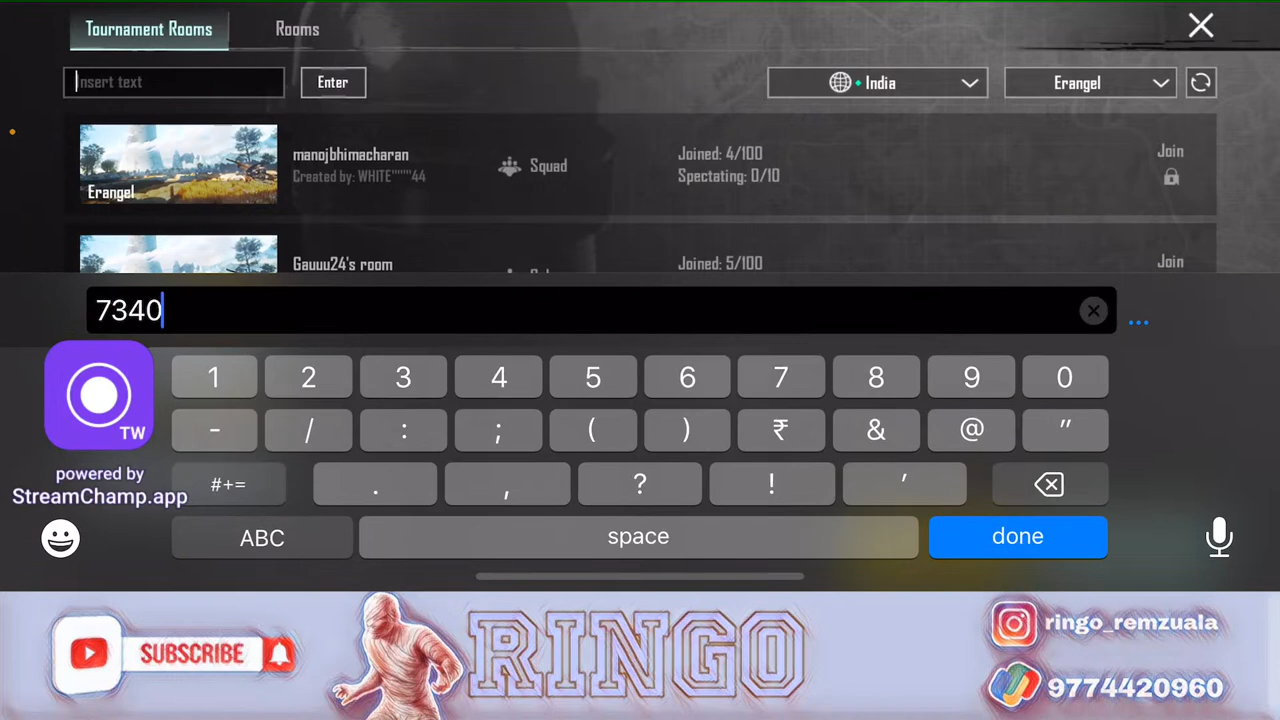 Tournament Rooms
Rooms
Insert text
Enter
India
Erangel
Erangel
manojbhimacharan
Created by: WHITE""""44
Squad
Joined: 4/100
Spectating: 0/10
Join
Gauuu24's room
Joined: 5/100
Join
7340
...
1 2 3 4 5 6 7 8 9 0
- / : ; ( ) ₹ & @ "
#+= . , ? ! '
ABC space done
TW
powered by
StreamChamp.app
SUBSCRIBE
RINGO
ringo_remzuala
9774420960